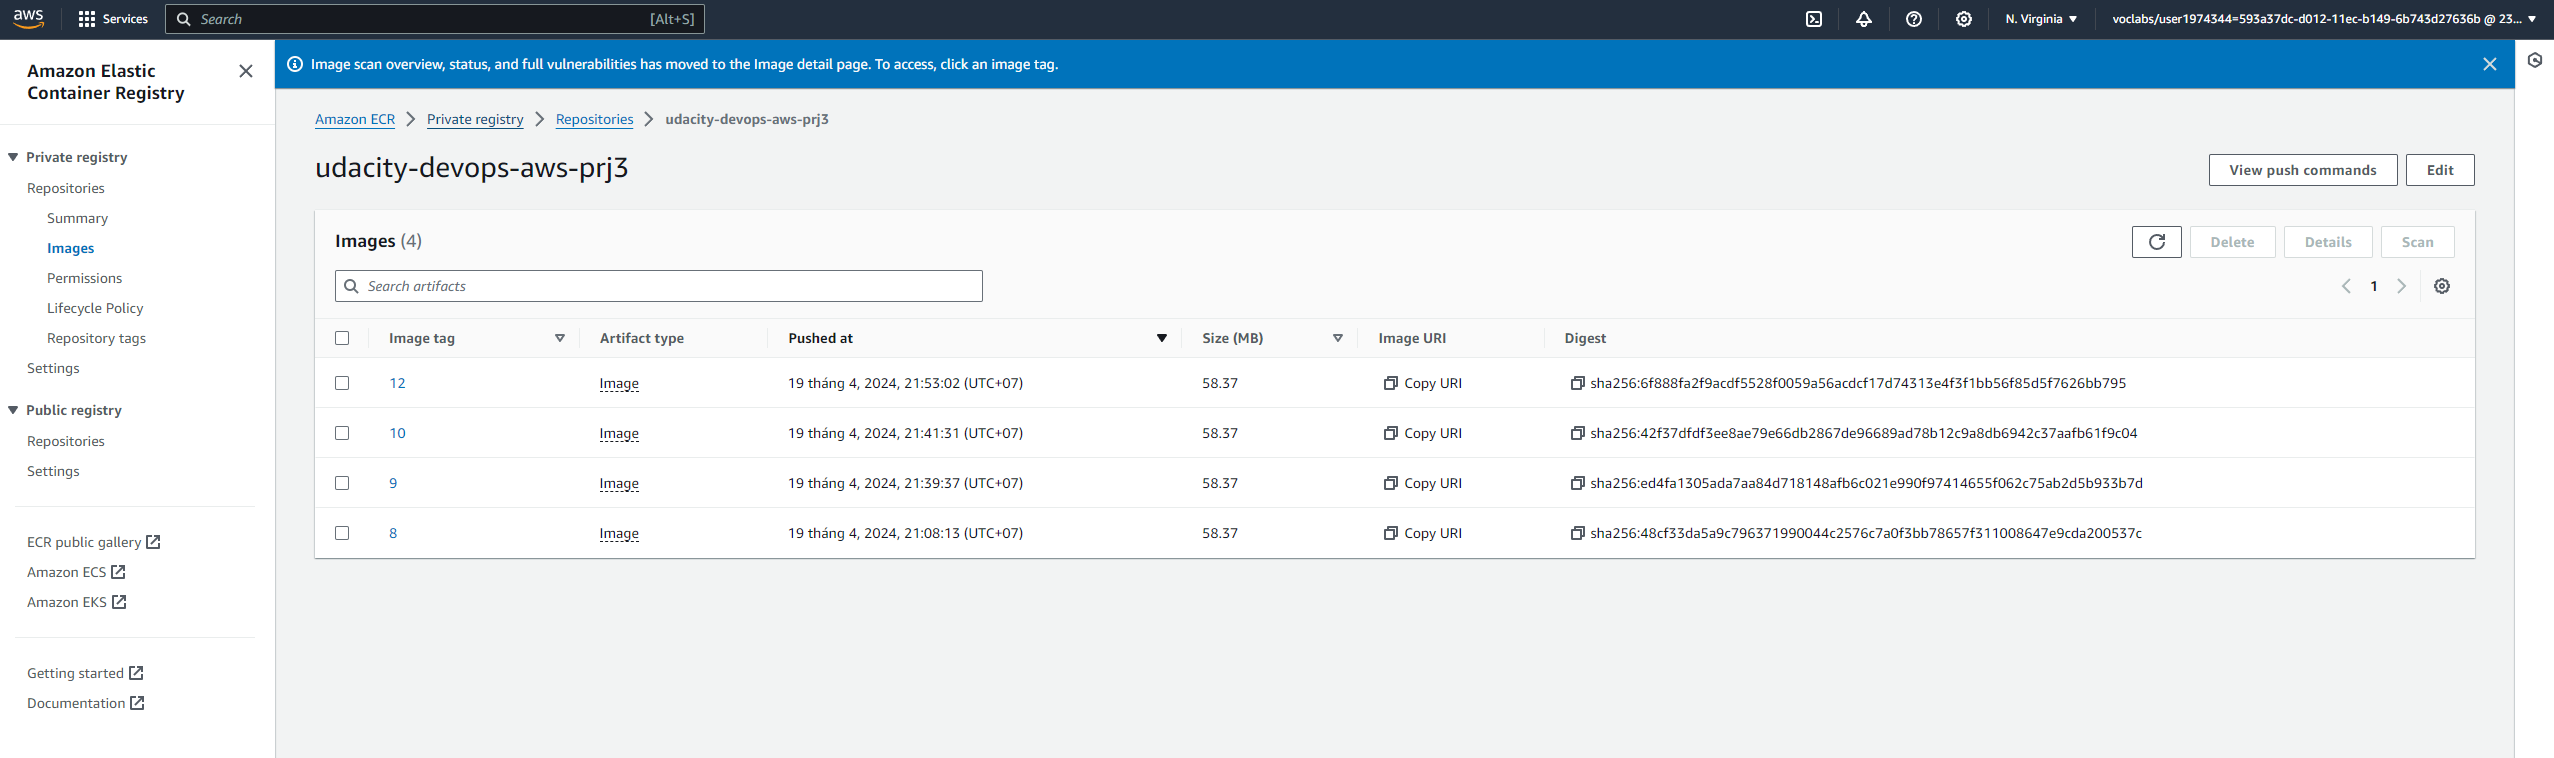 aws Services Search [Alt+S] N. Virginia voclabs/user1974344=593a37dc-d012-11ec-b149-6b743d27636b @ 23...
Amazon Elastic
Container Registry
Private registry
Repositories
Summary
Images
Permissions
Lifecycle Policy
Repository tags
Settings
Public registry
Repositories
Settings
ECR public gallery
Amazon ECS
Amazon EKS
Getting started
Documentation
Image scan overview, status, and full vulnerabilities has moved to the Image detail page. To access, click an image tag.
Amazon ECR Private registry Repositories udacity-devops-aws-prj3
udacity-devops-aws-prj3
View push commands Edit
Images (4)
Delete Details Scan
Search artifacts
1
Image tag Artifact type Pushed at Size (MB) Image URI Digest
12 Image 19 tháng 4, 2024, 21:53:02 (UTC+07) 58.37 Copy URI sha256:6f888fa2f9acdf5528f0059a56acdcf17d74313e4f3f1bb56f85d5f7626bb795
10 Image 19 tháng 4, 2024, 21:41:31 (UTC+07) 58.37 Copy URI sha256:42f37dfdf3ee8ae79e66db2867de96689ad78b12c9a8db6942c37aafb61f9c04
9 Image 19 tháng 4, 2024, 21:39:37 (UTC+07) 58.37 Copy URI sha256:ed4fa1305ada7aa84d718148afb6c021e990f97414655f062c75ab2d5b933b7d
8 Image 19 tháng 4, 2024, 21:08:13 (UTC+07) 58.37 Copy URI sha256:48cf33da5a9c796371990044c2576c7a0f3bb78657f311008647e9cda200537c